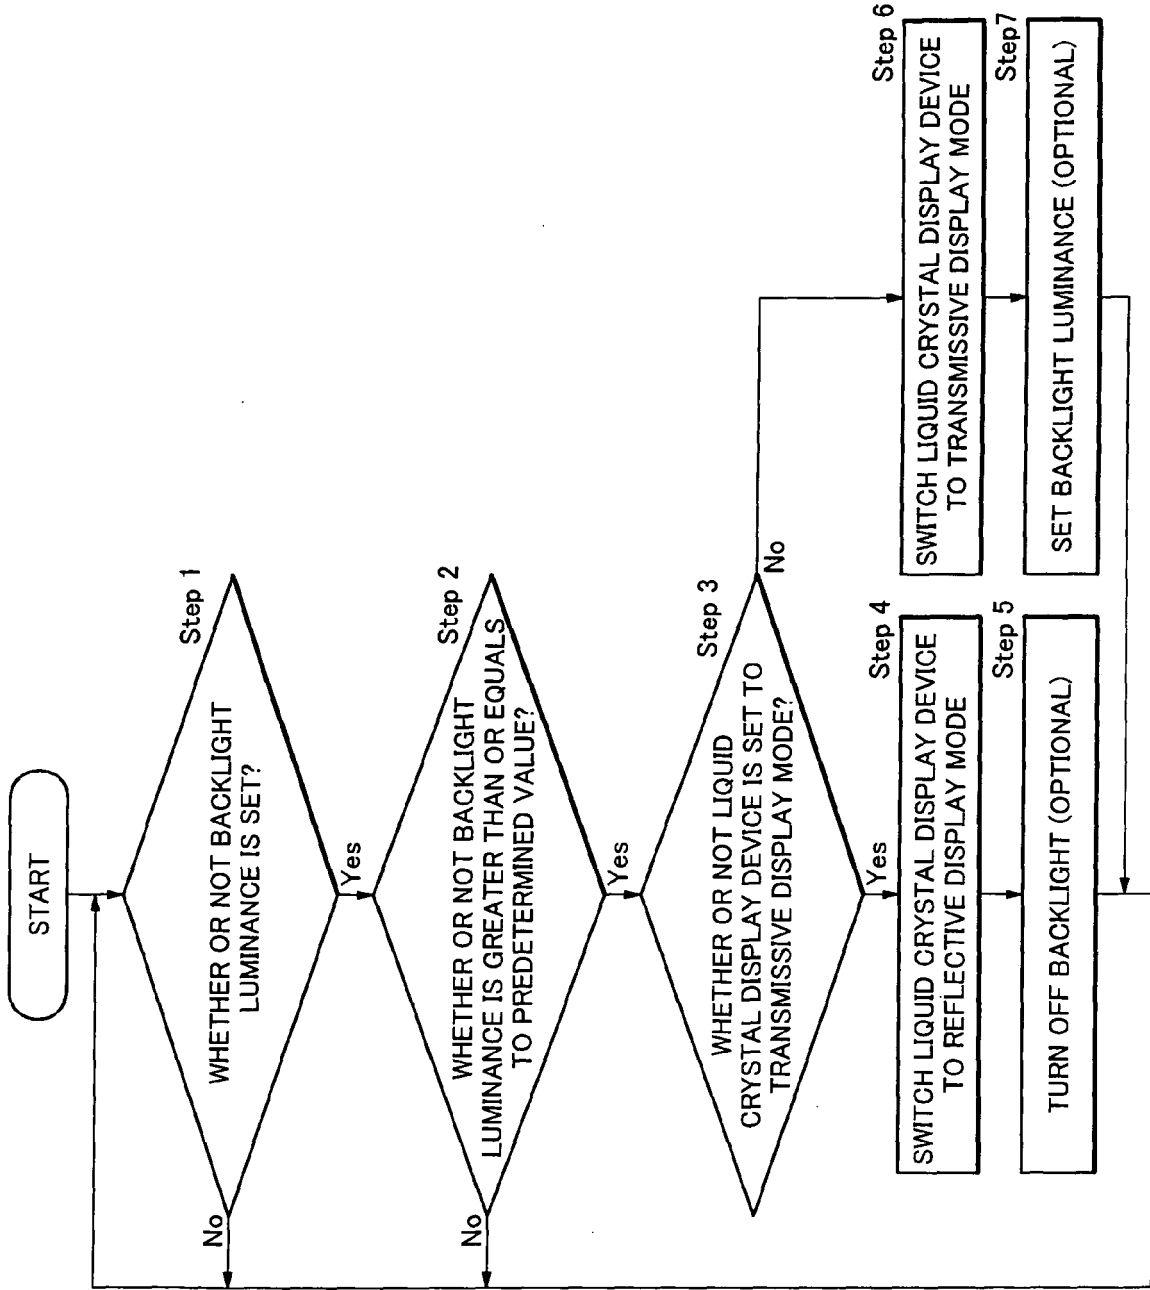 START
Step 1
WHETHER OR NOT BACKLIGHT
LUMINANCE IS SET?
No
Yes
Step 2
WHETHER OR NOT BACKLIGHT
LUMINANCE IS GREATER THAN OR EQUALS
TO PREDETERMINED VALUE?
No
Yes
Step 3
WHETHER OR NOT LIQUID
CRYSTAL DISPLAY DEVICE IS SET TO
TRANSMISSIVE DISPLAY MODE?
No
Yes
Step 4
SWITCH LIQUID CRYSTAL DISPLAY DEVICE
TO REFLECTIVE DISPLAY MODE
Step 5
TURN OFF BACKLIGHT (OPTIONAL)
Step 6
SWITCH LIQUID CRYSTAL DISPLAY DEVICE
TO TRANSMISSIVE DISPLAY MODE
Step7
SET BACKLIGHT LUMINANCE (OPTIONAL)